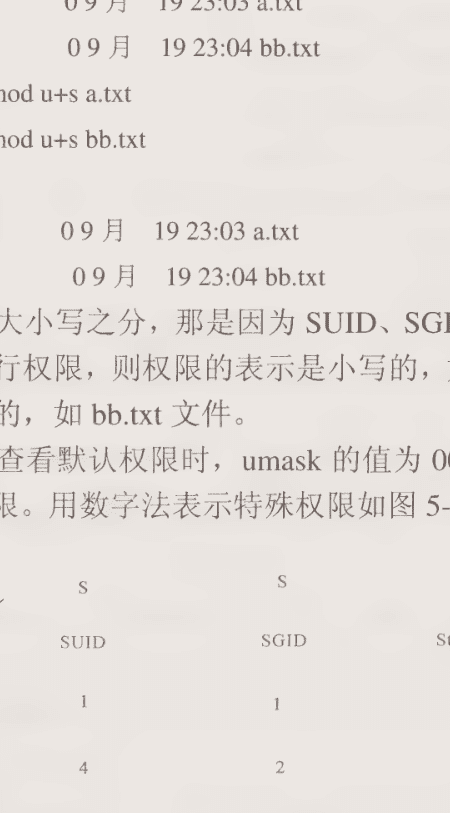 0 9 月 19 23:03 a.txt
0 9 月 19 23:04 bb.txt
u+s a.txt
u+s bb.txt
0 9 月 19 23:03 a.txt
0 9 月 19 23:04 bb.txt
大小写之分，那是因为 SUID、
行权限，则权限的表示是小写的，
的，如 bb.txt 文件。
查看默认权限时，umask 的值为
限。用数字法表示特殊权限如图 5-
S S
SUID SGID
1 1
4 2